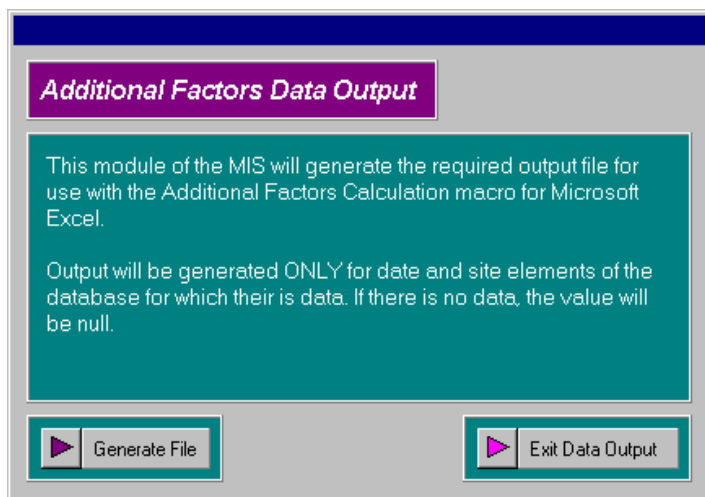 Additional Factors Data Output
This module of the MIS will generate the required output file for
use with the Additional Factors Calculation macro for Microsoft
Excel.
Output will be generated ONLY for date and site elements of the
database for which their is data. If there is no data, the value will
be null.
Generate File
Exit Data Output